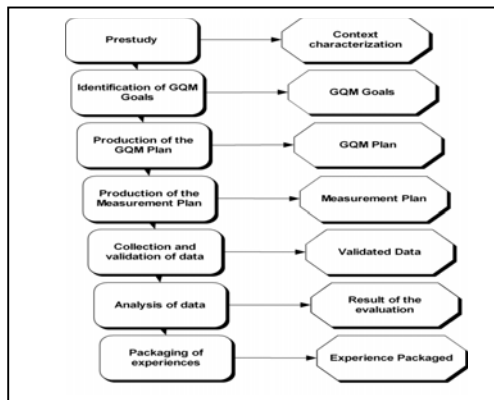 Prestudy
Context
characterization
Identification of GQM
Goals
GQM Goals
Production of the
GQM Plan
GQM Plan
Production of the
Measurement Plan
Measurement Plan
Collection and
validation of data
Validated Data
Analysis of data
Result of the
evaluation
Packaging of
experiences
Experience Packaged